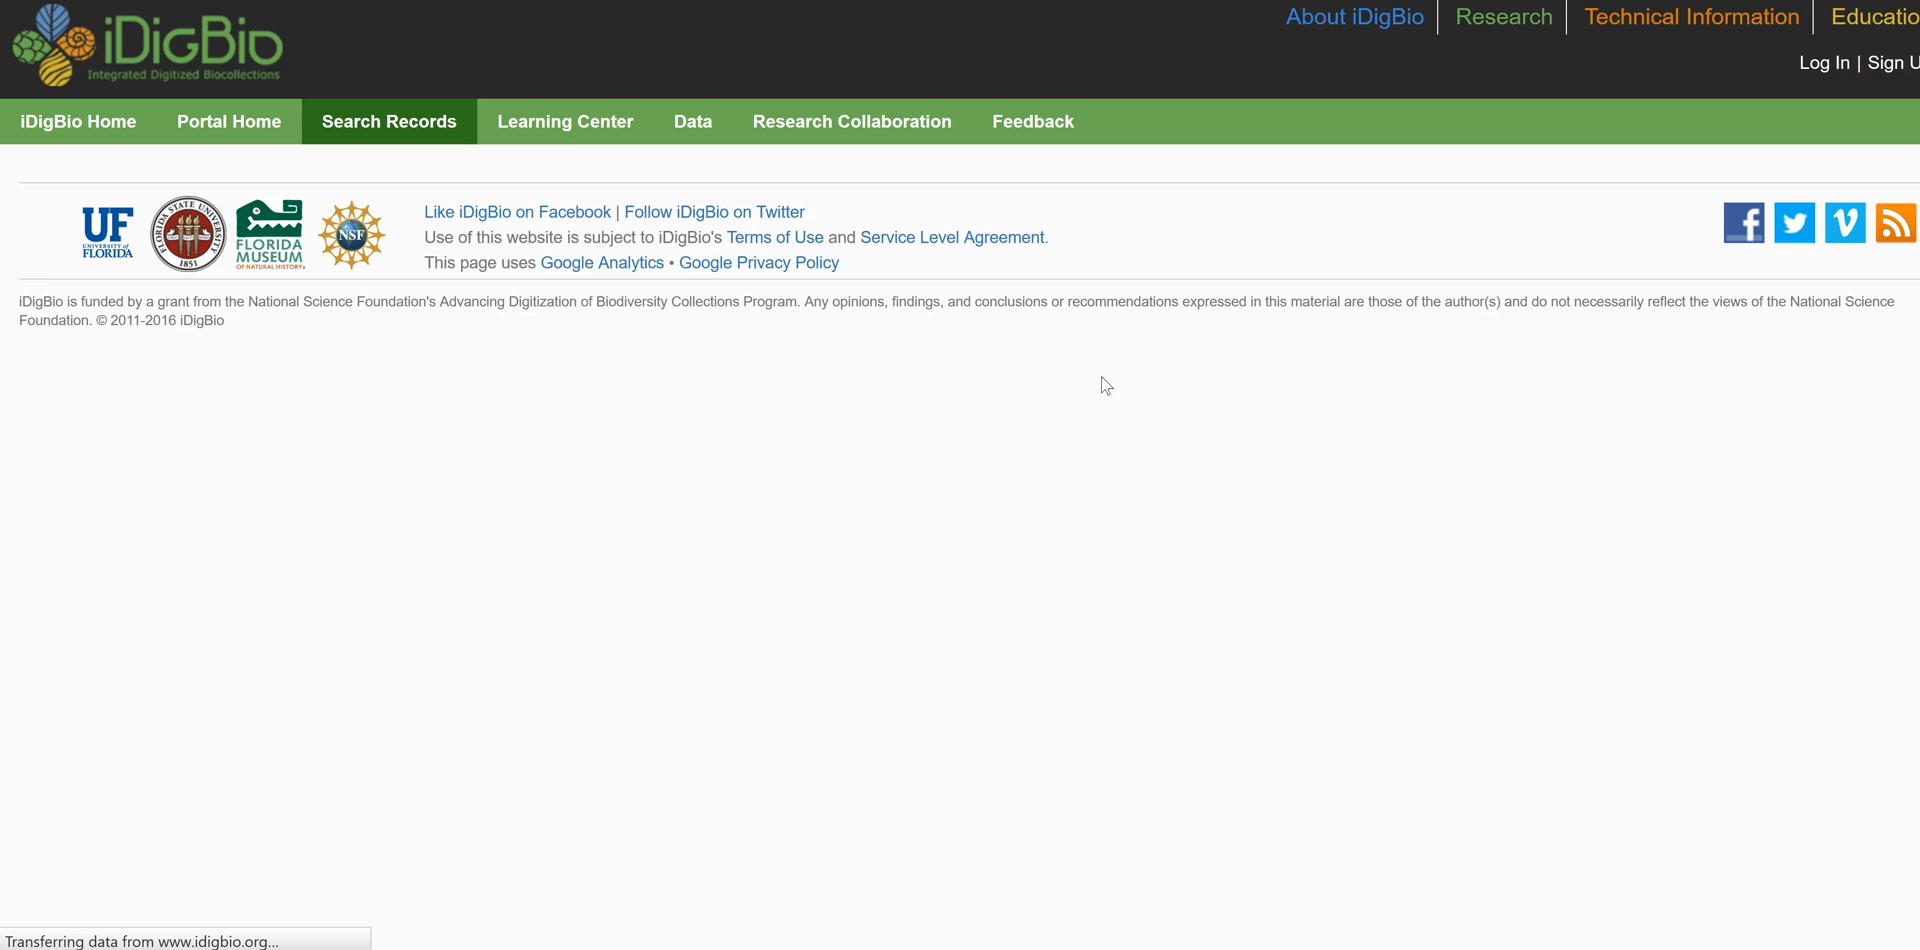 iDigBio
Integrated Digitized Biocollections
About iDigBio
Research
Technical Information
Educatio
Log In | Sign U
iDigBio Home
Portal Home
Search Records
Learning Center
Data
Research Collaboration
Feedback
UF
UNIVERSITY of
FLORIDA
FLORIDA STATE UNIVERSITY
1851
FLORIDA
MUSEUM
OF NATURAL HISTORY
NSF
Like iDigBio on Facebook | Follow iDigBio on Twitter
Use of this website is subject to iDigBio's Terms of Use and Service Level Agreement.
This page uses Google Analytics • Google Privacy Policy
iDigBio is funded by a grant from the National Science Foundation's Advancing Digitization of Biodiversity Collections Program. Any opinions, findings, and conclusions or recommendations expressed in this material are those of the author(s) and do not necessarily reflect the views of the National Science
Foundation. © 2011-2016 iDigBio
Transferring data from www.idigbio.org...